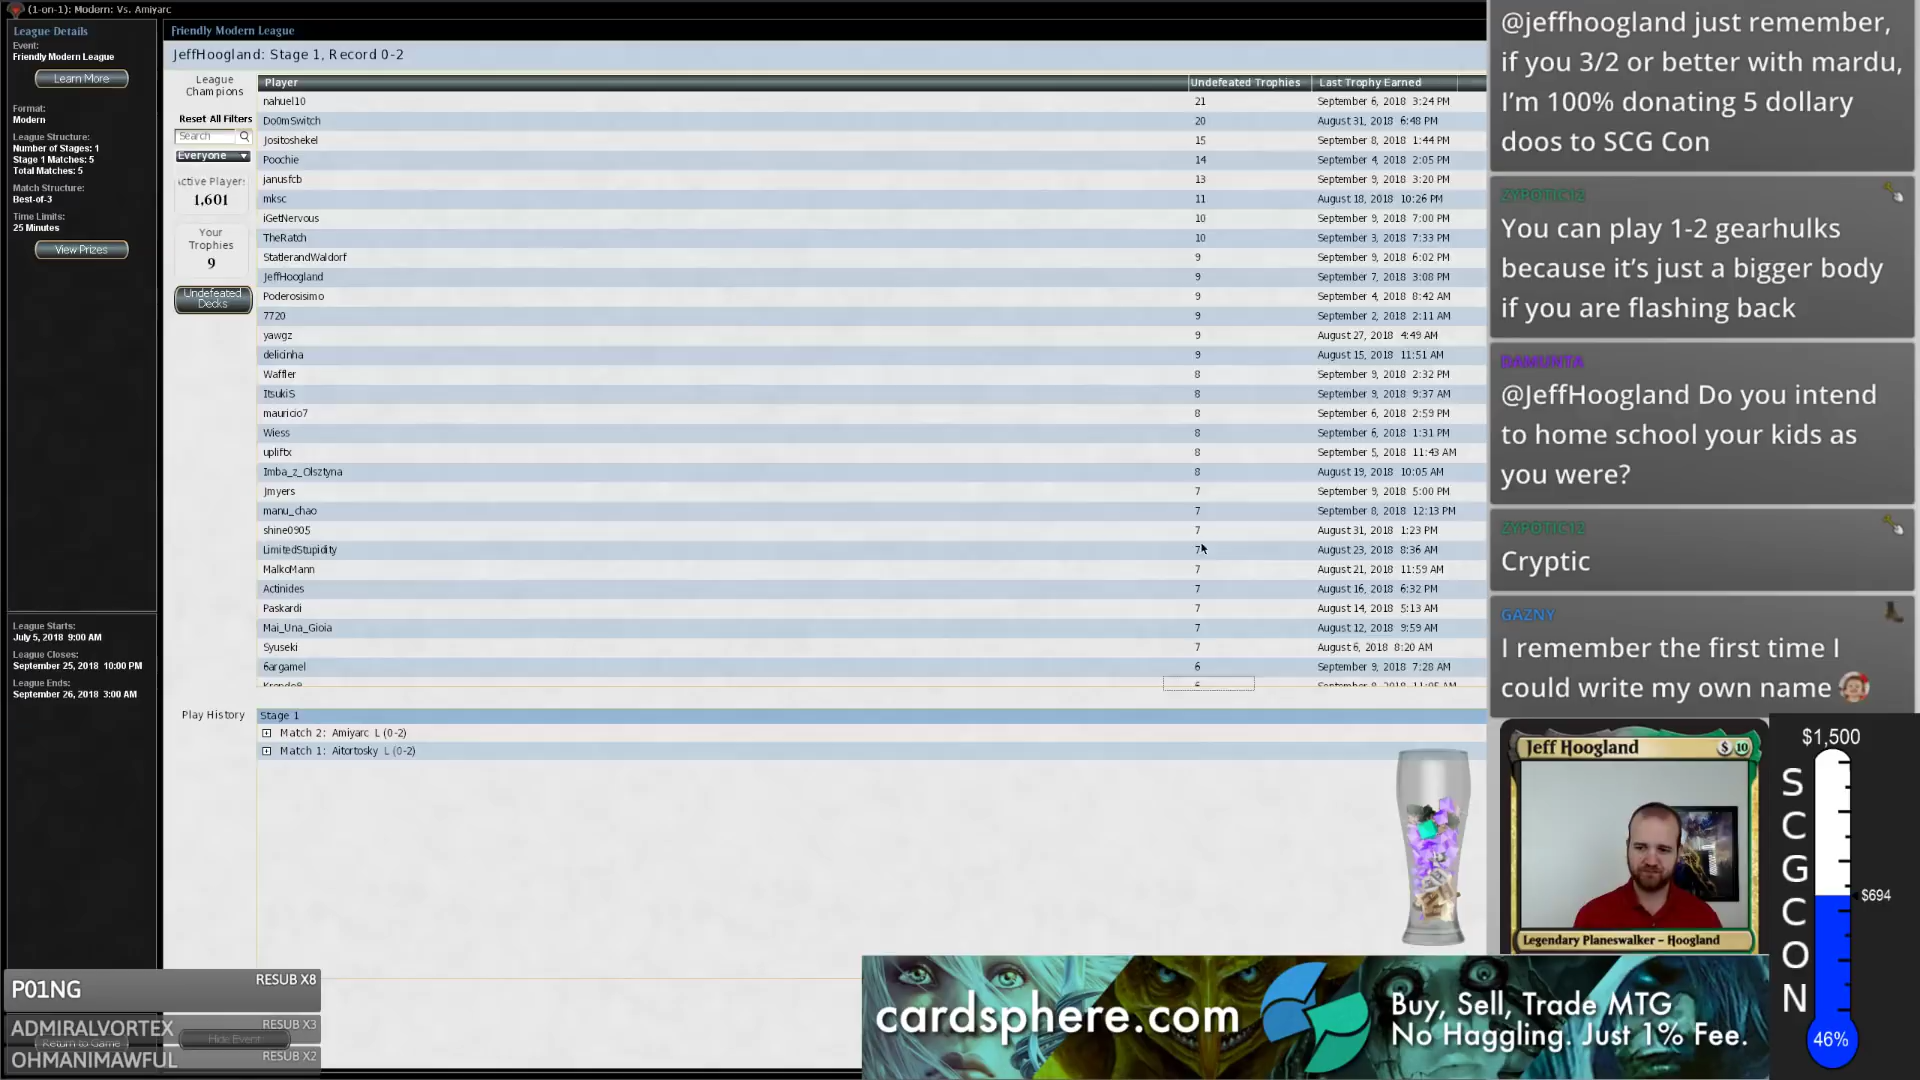 (1-on-1): Modern: Vs. Amiyarc
League Details
Event:
Friendly Modern League
Learn More
Format:
Modern
League Structure:
Number of Stages: 1
Stage 1 Matches: 5
Total Matches: 5
Match Structure:
Best-of-3
Time Limits:
25 Minutes
View Prizes
League Starts:
July 5, 2018 9:00 AM
League Closes:
September 25, 2018 10:00 PM
League Ends:
September 26, 2018 3:00 AM
Friendly Modern League
JeffHoogland: Stage 1, Record 0-2
League
Champions
Reset All Filters
Search
Everyone
ctive Player
1,601
Your
Trophies
9
Undefeated
Decks
Player Undefeated Trophies Last Trophy Earned
nahuel10 21 September 6, 2018 3:24 PM
Do0mSwitch 20 August 31, 2018 6:48 PM
Jositoshekel 15 September 8, 2018 1:44 PM
Poochie 14 September 4, 2018 2:05 PM
janusfcb 13 September 9, 2018 3:20 PM
mksc 11 August 18, 2018 10:26 PM
iGetNervous 10 September 9, 2018 7:00 PM
TheRatch 10 September 3, 2018 7:33 PM
StatlerandWaldorf 9 September 9, 2018 6:02 PM
JeffHoogland 9 September 7, 2018 3:08 PM
Poderosisimo 9 September 4, 2018 8:42 AM
7720 9 September 2, 2018 2:11 AM
yawgz 9 August 27, 2018 4:49 AM
delicinha 9 August 15, 2018 11:51 AM
Waffler 8 September 9, 2018 2:32 PM
ItsukiS 8 September 9, 2018 9:37 AM
mauricio7 8 September 6, 2018 2:59 PM
Wiess 8 September 6, 2018 1:31 PM
upliftx 8 September 5, 2018 11:43 AM
Imba_z_Olsztyna 8 August 19, 2018 10:05 AM
Jmyers 7 September 9, 2018 5:00 PM
manu_chao 7 September 8, 2018 12:13 PM
shine0905 7 August 31, 2018 1:23 PM
LimitedStupidity 7 August 23, 2018 8:36 AM
MalkoMann 7 August 21, 2018 11:59 AM
Actinides 7 August 16, 2018 6:32 PM
Paskardi 7 August 14, 2018 5:13 AM
Mai_Una_Gioia 7 August 12, 2018 9:59 AM
Syuseki 7 August 6, 2018 8:20 AM
6argamel 6 September 9, 2018 7:28 AM
Play History
Stage 1
Match 2: Amiyarc L (0-2)
Match 1: Aitortosky L (0-2)
@jeffhoogland just remember,
if you 3/2 or better with mardu,
I’m 100% donating 5 dollary
doos to SCG Con
ZYPOTIC12
You can play 1-2 gearhulks
because it’s just a bigger body
if you are flashing back
DAMUNTA
@JeffHoogland Do you intend
to home school your kids as
you were?
ZYPOTIC12
Cryptic
GAZNY
I remember the first time I
could write my own name
Jeff Hoogland $ 10
Legendary Planeswalker – Hoogland
$1,500
SCGCON
$694
46%
P01NG RESUB X8
ADMIRALVORTEX RESUB X3
Return to Game
Hide Event
OHMANIMAWFUL RESUB X2
cardsphere.com
Buy, Sell, Trade MTG
No Haggling. Just 1% Fee.